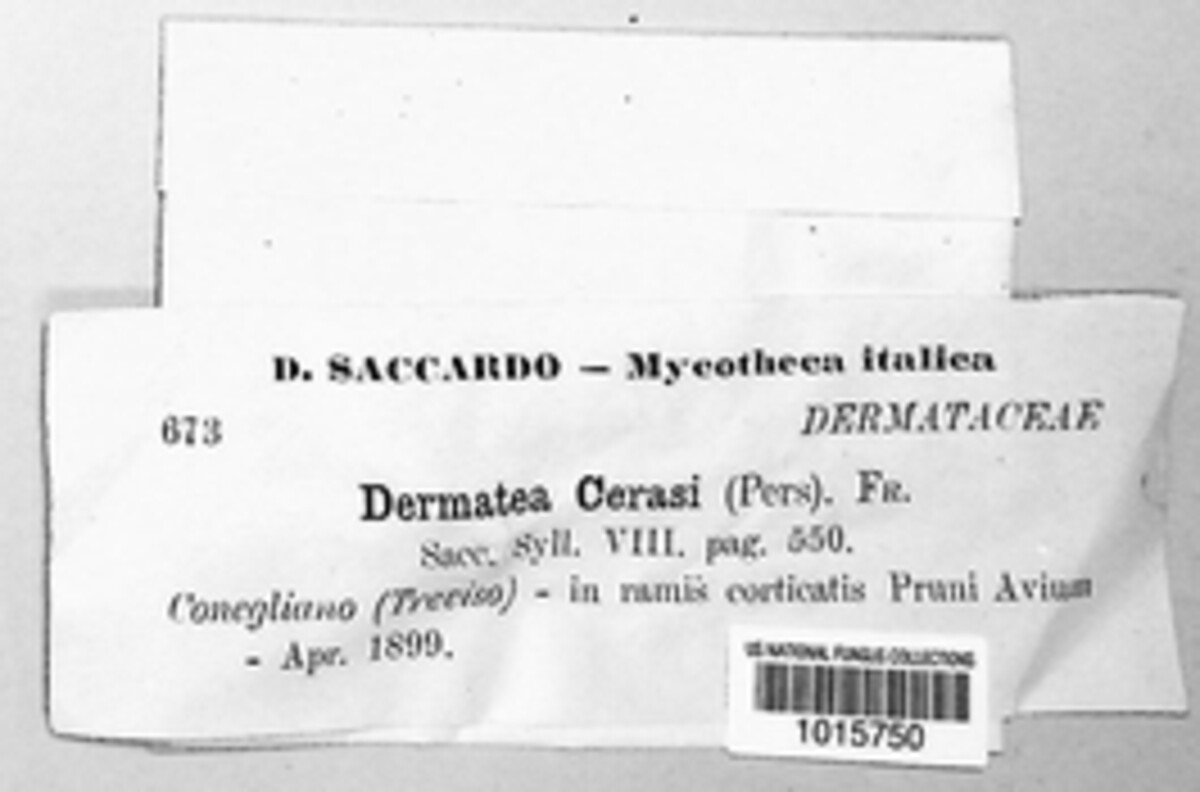 D. SACCARDO — Mycotheca italica
673
DERMATACEAE
Dermatea Cerasi (Pers). FR.
Sacc. Syll. VIII. pag. 550.
Conegliano (Treviso) - in ramis corticatis Pruni Avium
- Apr. 1899.
US NATIONAL FUNGUS COLLECTIONS
1015750